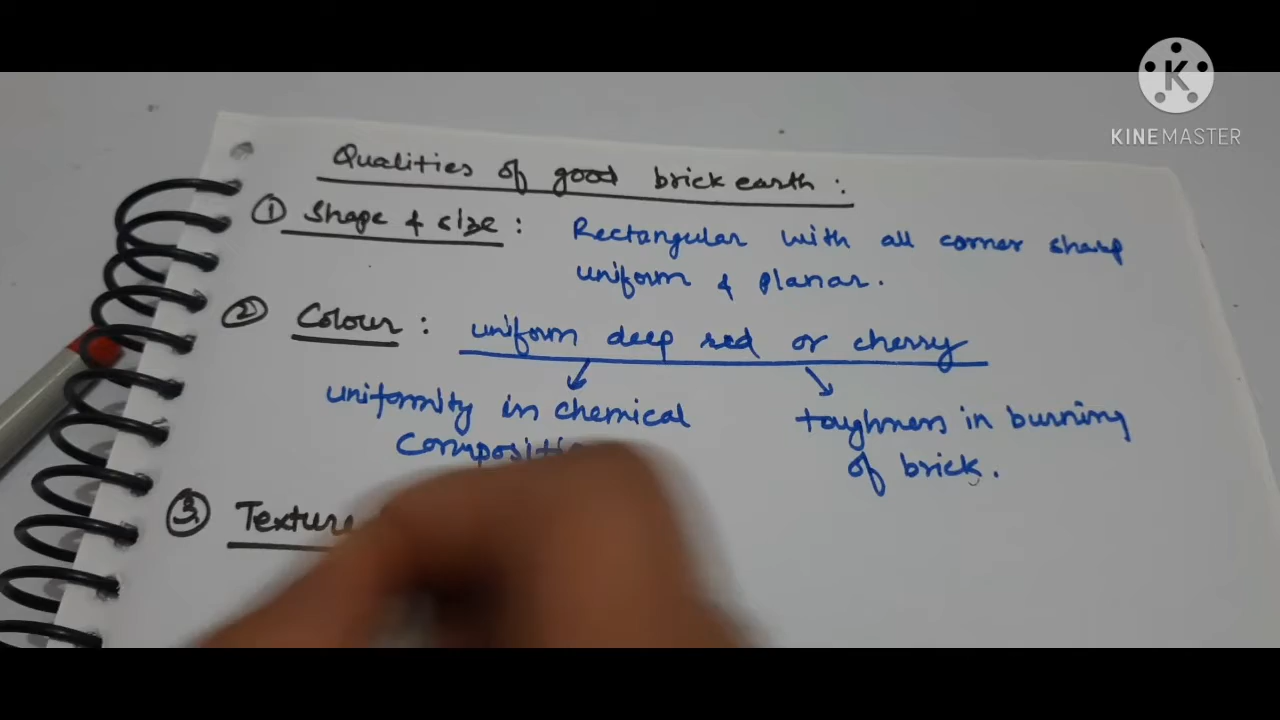 KINEMASTER
Qualities of good brick earth :
① Shape & size : Rectangular with all corner sharp
uniform & planar.
② Colour : uniform deep red or cherry
uniformity in chemical
toughness in burning
of brick.
③ Texture